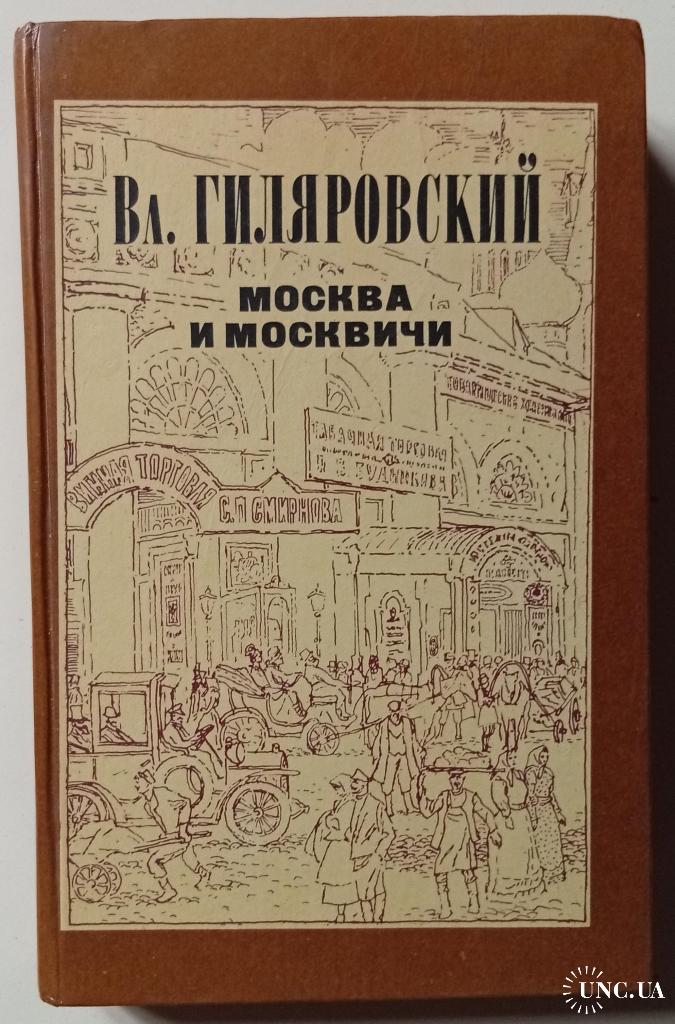 Вл. ГИЛЯРОВСКИЙ
МОСКВА
И МОСКВИЧИ
ТАБАЧНАЯ ТОРГОВЛЯ
ВИННАЯ ТОРГОВЛЯ
С.П СМИРНОВА
UNC.UA